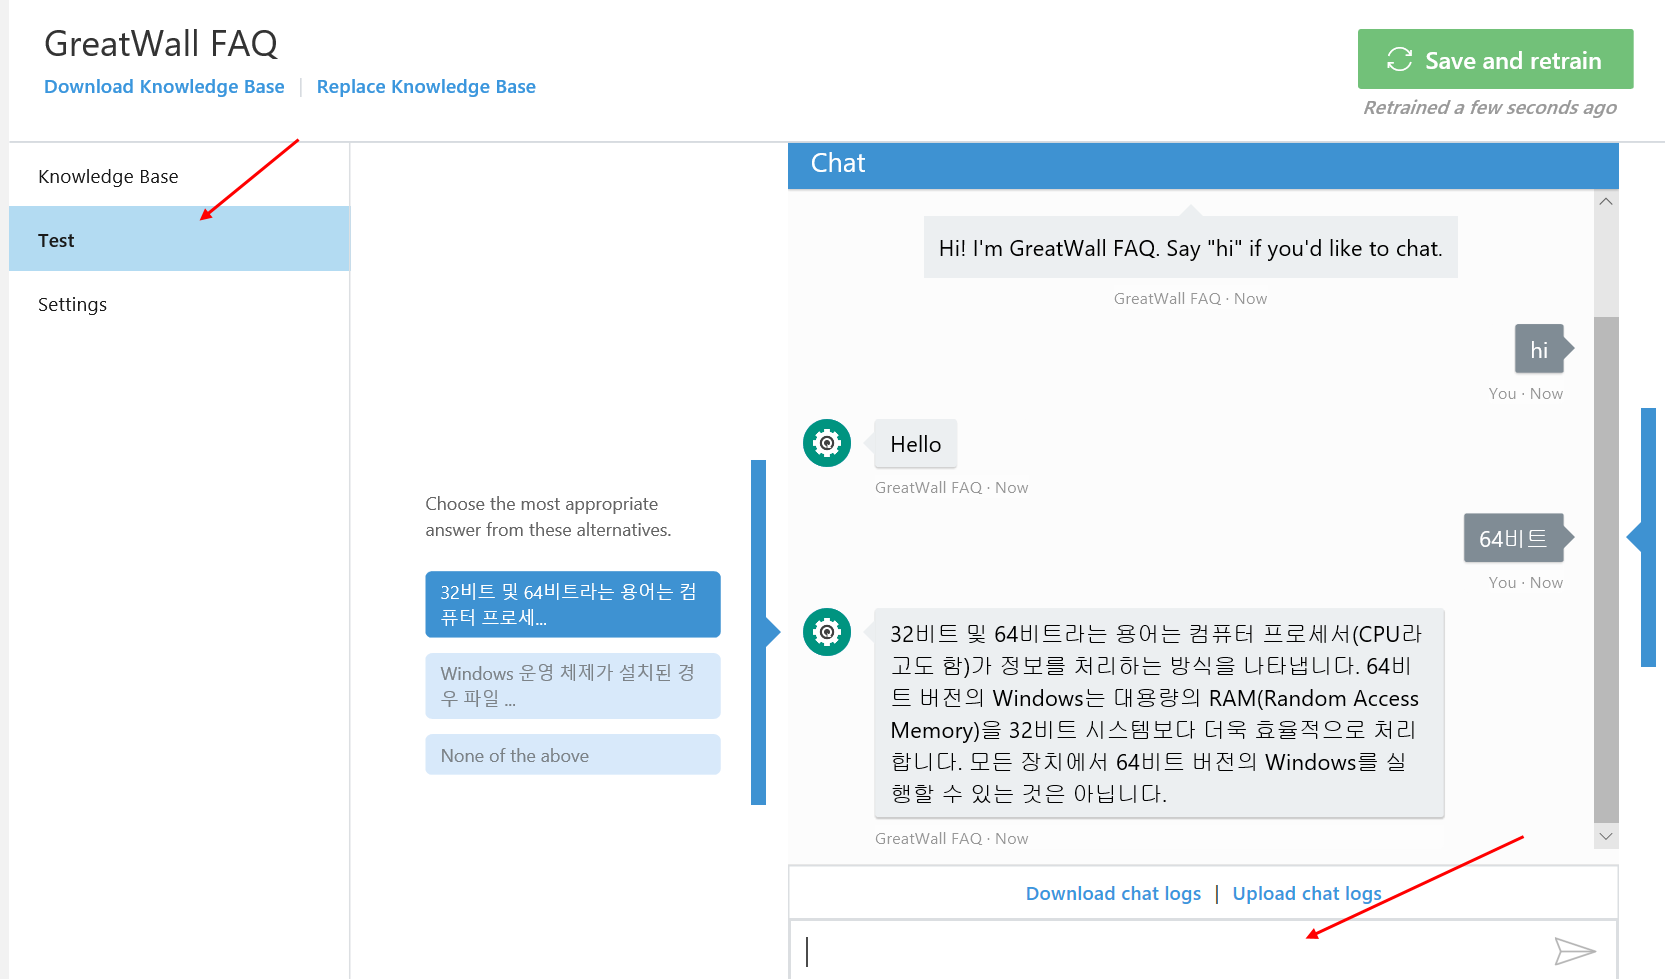 GreatWall FAQ
Download Knowledge Base | Replace Knowledge Base
Save and retrain
Retrained a few seconds ago
Knowledge Base
Test
Settings
Choose the most appropriate
answer from these alternatives.
32비트 및 64비트라는 용어는 컴
퓨터 프로세...
Windows 운영 체제가 설치된 경
우 파일 ...
None of the above
Chat
Hi! I'm GreatWall FAQ. Say "hi" if you'd like to chat.
GreatWall FAQ · Now
hi
You · Now
Hello
GreatWall FAQ · Now
64비트
You · Now
32비트 및 64비트라는 용어는 컴퓨터 프로세서(CPU라
고도 함)가 정보를 처리하는 방식을 나타냅니다. 64비
트 버전의 Windows는 대용량의 RAM(Random Access
Memory)을 32비트 시스템보다 더욱 효율적으로 처리
합니다. 모든 장치에서 64비트 버전의 Windows를 실
행할 수 있는 것은 아닙니다.
GreatWall FAQ · Now
Download chat logs | Upload chat logs